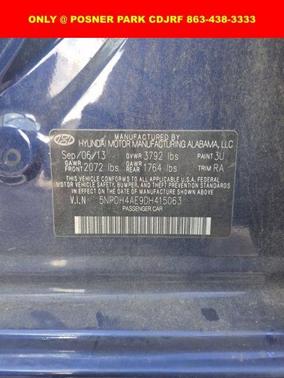 ONLY @ POSNER PARK CDJRF 863-438-3333
MANUFACTURED BY
HYUNDAI MOTOR MANUFACTURING ALABAMA, LLC
Sep/06/13 GVWR 3792 lbs PAINT 3U
GAWR FRONT 2072 lbs GAWR REAR 1764 lbs TRIM RA
THIS VEHICLE CONFORMS TO ALL APPLICABLE U.S. FEDERAL
MOTOR VEHICLE SAFETY, BUMPER, AND THEFT PREVENTION
STANDARDS IN EFFECT ON THE DATE OF MANUFACTURE
SHOWN ABOVE.
V.I.N 5NPDH4AE9DH415063
PASSENGER CAR